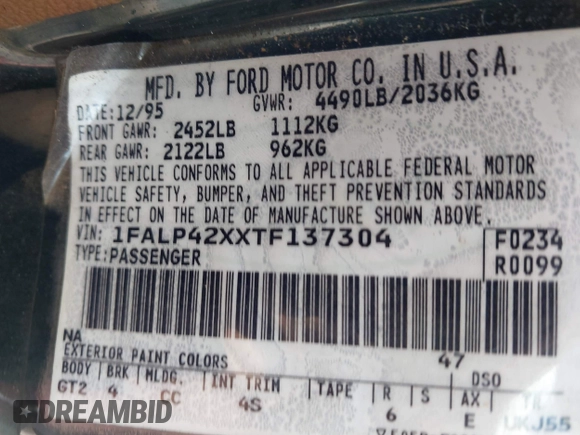 MFD. BY FORD MOTOR CO. IN U.S.A.
DATE: 12/95 GVWR: 4490LB/2036KG
FRONT GAWR: 2452LB 1112KG
REAR GAWR: 2122LB 962KG
THIS VEHICLE CONFORMS TO ALL APPLICABLE FEDERAL MOTOR
VEHICLE SAFETY, BUMPER, AND THEFT PREVENTION STANDARDS
IN EFFECT ON THE DATE OF MANUFACTURE SHOWN ABOVE.
VIN: 1FALP42XXTF137304 F0234
TYPE: PASSENGER R0099
NA 47
EXTERIOR PAINT COLORS DSO
BODY BRK MLDG. INT TRIM TAPE R S AX
GT2 4 CC 4S 6 E UKJ55
DREAMBID